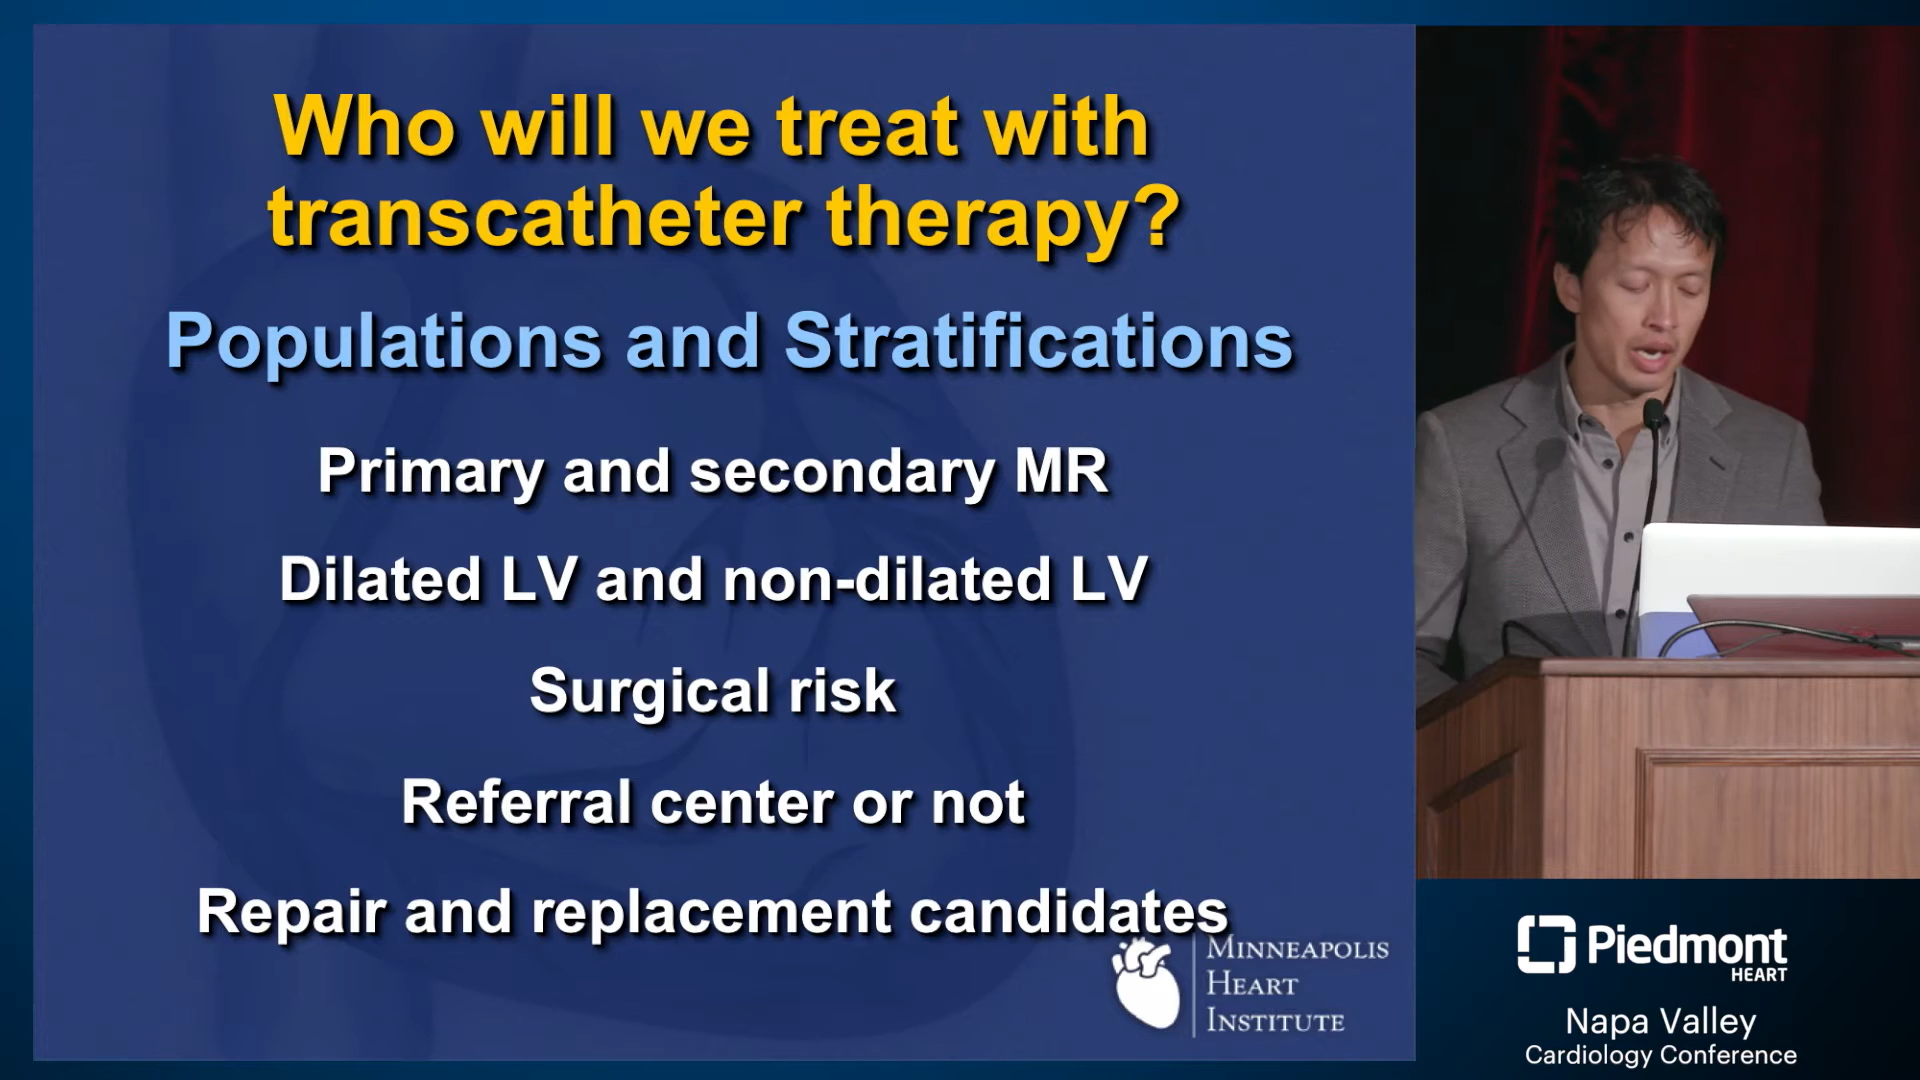 Who will we treat with
transcatheter therapy?
Populations and Stratifications
Primary and secondary MR
Dilated LV and non-dilated LV
Surgical risk
Referral center or not
Repair and replacement candidates
MINNEAPOLIS
HEART
INSTITUTE
Piedmont
HEART
Napa Valley
Cardiology Conference